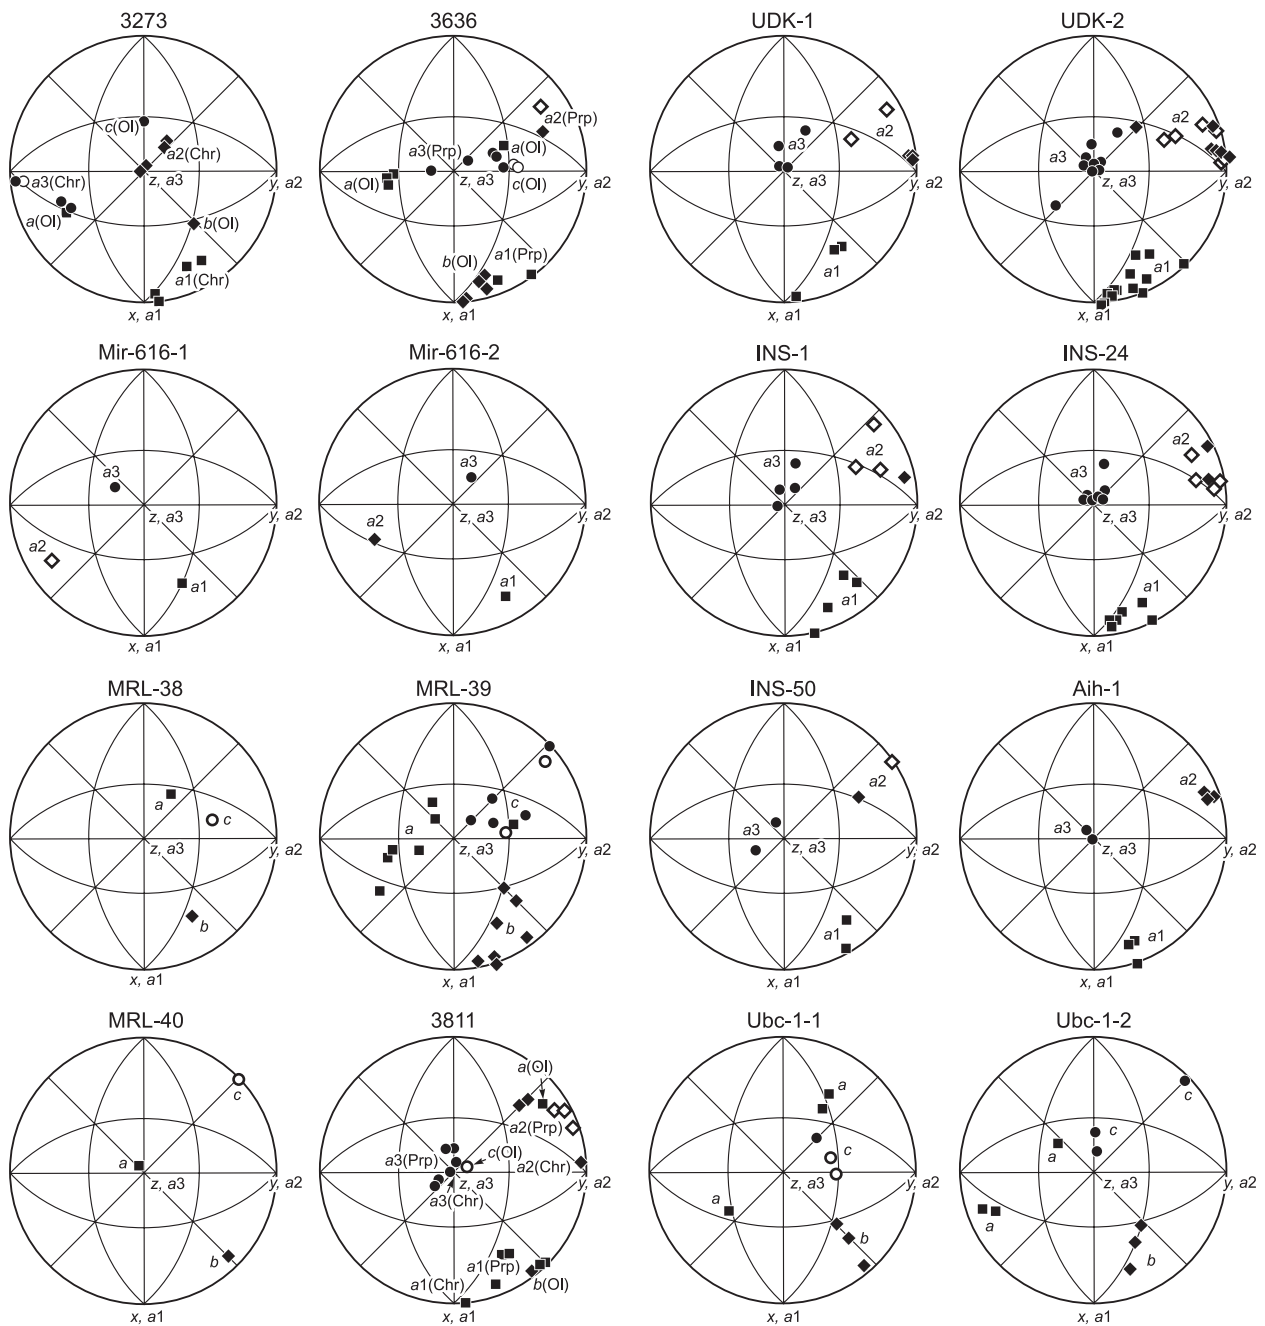 3273
3636
UDK-1
UDK-2
c(Ol)
a2(Chr)
a3(Chr)
z, a3
y, a2
a(Ol)
b(Ol)
a1(Chr)
x, a1
a2(Prp)
a3(Prp)
a(Ol)
a(Ol)
z, a3
c(Ol)
y, a2
b(Ol)
a1(Prp)
x, a1
a2
a3
z, a3
y, a2
a1
x, a1
a2
a3
z, a3
y, a2
a1
x, a1
Mir-616-1
Mir-616-2
INS-1
INS-24
a3
z, a3
y, a2
a2
a1
x, a1
a3
z, a3
y, a2
a2
a1
x, a1
a3
a2
z, a3
y, a2
a1
x, a1
a2
a3
z, a3
y, a2
a1
x, a1
MRL-38
MRL-39
INS-50
Aih-1
a
c
z, a3
y, a2
b
x, a1
c
a
z, a3
y, a2
b
x, a1
a2
a3
z, a3
y, a2
a1
x, a1
a2
a3
z, a3
y, a2
a1
x, a1
MRL-40
3811
Ubc-1-1
Ubc-1-2
c
a
z, a3
y, a2
b
x, a1
a(Ol)
a2(Prp)
a3(Prp)
c(Ol)
a2(Chr)
z, a3
y, a2
a3(Chr)
a1(Prp)
a1(Chr)
b(Ol)
x, a1
a
c
z, a3
y, a2
a
b
x, a1
c
c
a
z, a3
y, a2
a
b
x, a1